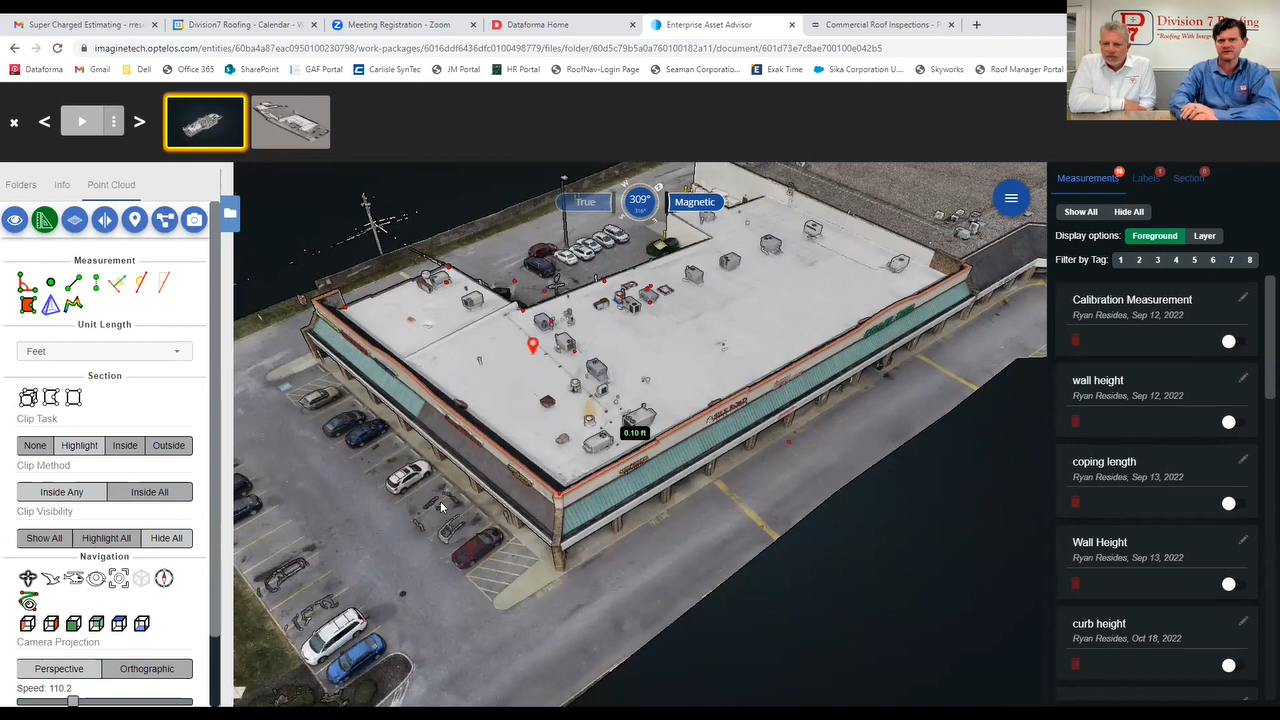 Super Charged Estimating - rrese
Division7 Roofing - Calendar - W
Meeting Registration - Zoom
Dataforma Home
Enterprise Asset Advisor
Commercial Roof Inspections - P
Division 7 Roofing
"Roofing With Integr
imaginetech.optelos.com/entities/60ba4a87eac0950100230798/work-packages/
Dataforma
Gmail
Dell
Office 365
SharePoint
GAF Portal
Carlisle SynTec
JM Portal
HR Portal
RoofNav-Login Page
Seaman Corporatio...
Exak Time
Sika Corporation U...
Skyworks
Roof Manager Portal
Folders
Info
Point Cloud
True
309°
316°
Magnetic
Measurements
Labels
1
Section
0
Show All
Hide All
Display options:
Foreground
Layer
Filter by Tag:
1 2 3 4 5 6 7 8
Measurement
Unit Length
Feet
Section
Clip Task
None
Highlight
Inside
Outside
Clip Method
Inside Any
Inside All
Clip Visibility
Show All
Highlight All
Hide All
Navigation
Camera Projection
Perspective
Orthographic
Speed: 110.2
0.10 ft
Calibration Measurement
Ryan Resides, Sep 12, 2022
wall height
Ryan Resides, Sep 12, 2022
coping length
Ryan Resides, Sep 13, 2022
Wall Height
Ryan Resides, Sep 13, 2022
curb height
Ryan Resides, Oct 18, 2022